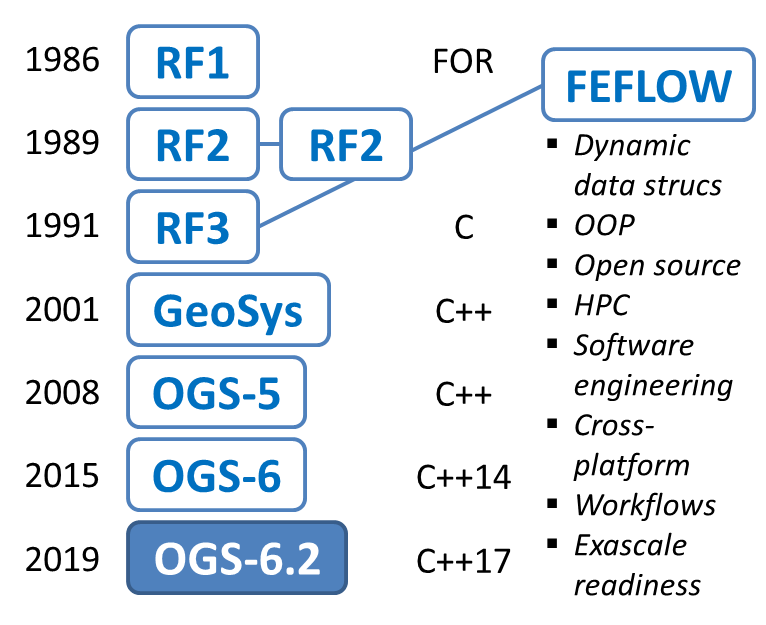 1986 RF1 FOR FEFLOW
1989 RF2 RF2
1991 RF3 C
2001 GeoSys C++
2008 OGS-5 C++
2015 OGS-6 C++14
2019 OGS-6.2 C++17
▪ Dynamic
data strucs
▪ OOP
▪ Open source
▪ HPC
▪ Software
engineering
▪ Cross-
platform
▪ Workflows
▪ Exascale
readiness